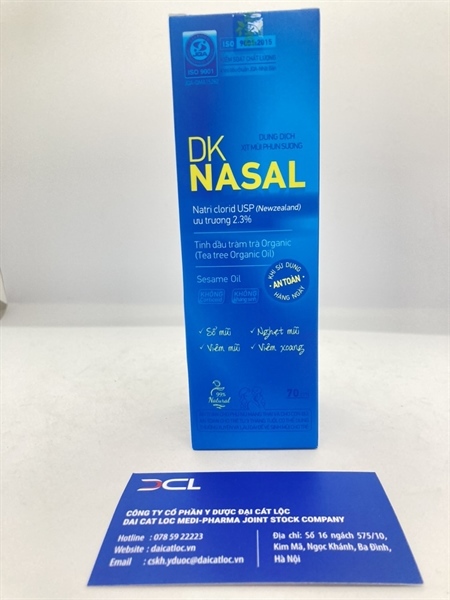 ISO 9001
ISO 9001:2015
DUNG DỊCH
XỊT MŨI PHUN SƯƠNG
DK
NASAL
Natri clorid USP (Newzealand)
ưu trương 2.3%
Tinh dầu tràm trà Organic
(Tea tree Organic Oil)
Sesame Oil
KHÔNG
KHÔNG
KHI SỬ DỤNG
AN TOÀN
HÀNG NGÀY
✓ Sổ mũi
✓ Nghẹt mũi
✓ Viêm mũi
✓ Viêm xoang
99%
Natural
DCL
CÔNG TY CỔ PHẦN Y DƯỢC ĐẠI CÁT LỘC
DAI CAT LOC MEDI-PHARMA JOINT STOCK COMPANY
Hotline : 078 59 22223
Website : daicatloc.vn
Email : cskh.yduoc@daicatloc.vn
Địa chỉ: Số 16 ngách 575/10,
Kim Mã, Ngọc Khánh, Ba Đình,
Hà Nội